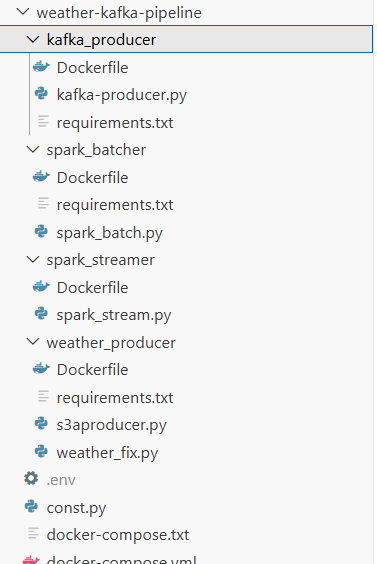 weather-kafka-pipeline
kafka_producer
Dockerfile
kafka-producer.py
requirements.txt
spark_batcher
Dockerfile
requirements.txt
spark_batch.py
spark_streamer
Dockerfile
spark_stream.py
weather_producer
Dockerfile
requirements.txt
s3aproducer.py
weather_fix.py
.env
const.py
docker-compose.txt
docker-compose.yml